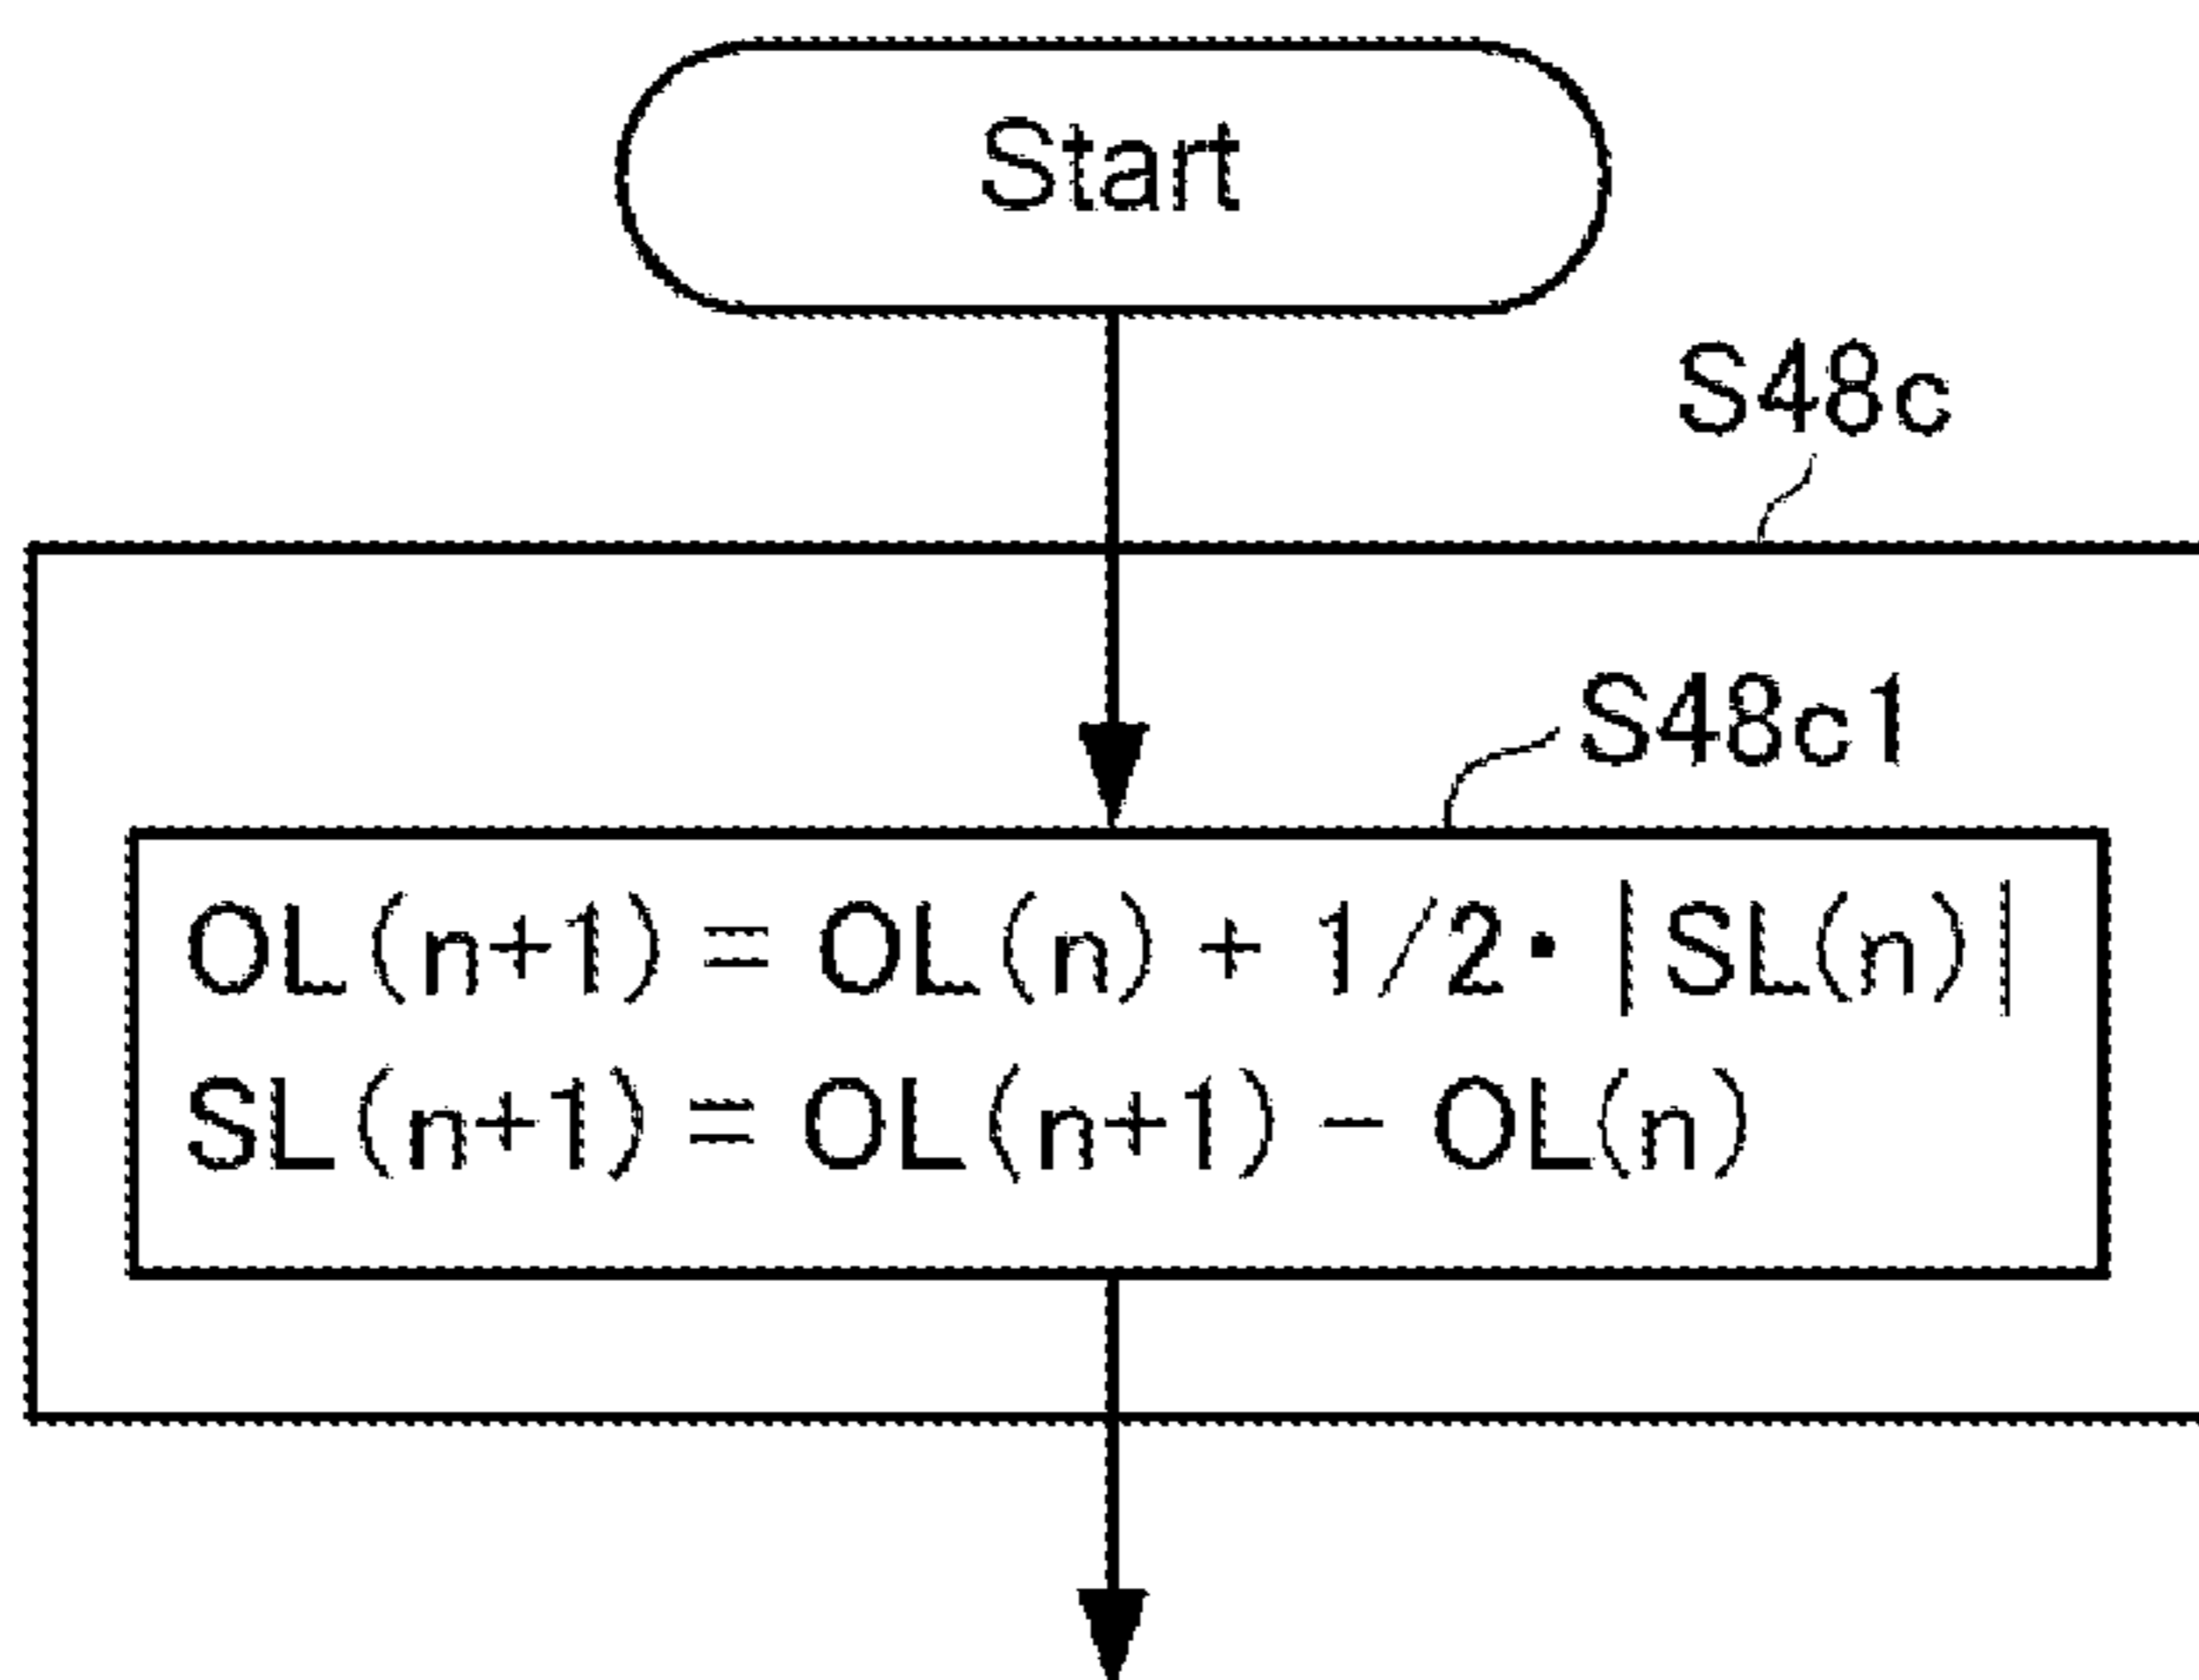 Start
S48c
S48c1
OL(n+1) = OL(n) + 1/2・|SL(n)|
SL(n+1) = OL(n+1) - OL(n)